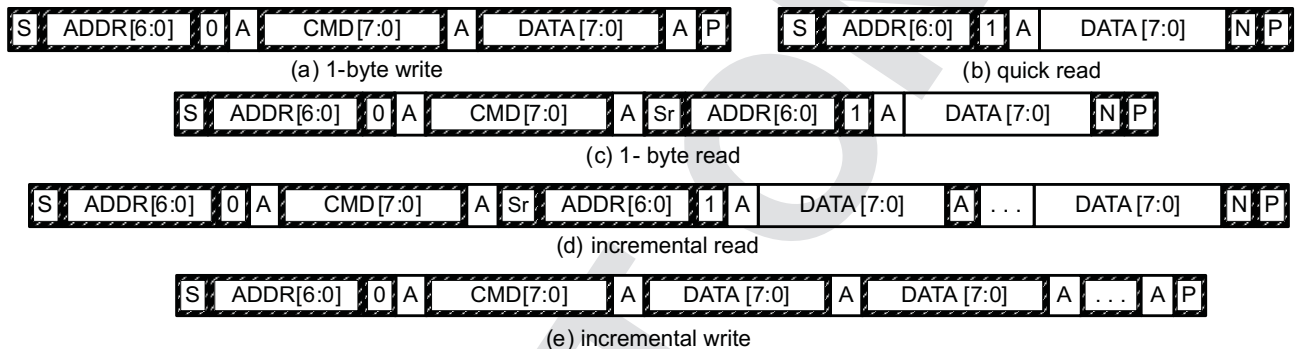 S ADDR[6:0] 0 A CMD[7:0] A DATA[7:0] A P
(a) 1-byte write
S ADDR[6:0] 1 A DATA[7:0] N P
(b) quick read
S ADDR[6:0] 0 A CMD[7:0] A Sr ADDR[6:0] 1 A DATA [7:0] N P
(c) 1- byte read
S ADDR[6:0] 0 A CMD[7:0] A Sr ADDR[6:0] 1 A DATA [7:0] A . . . DATA [7:0] N P
(d) incremental read
S ADDR[6:0] 0 A CMD[7:0] A DATA [7:0] A DATA [7:0] A . . . A P
(e) incremental write